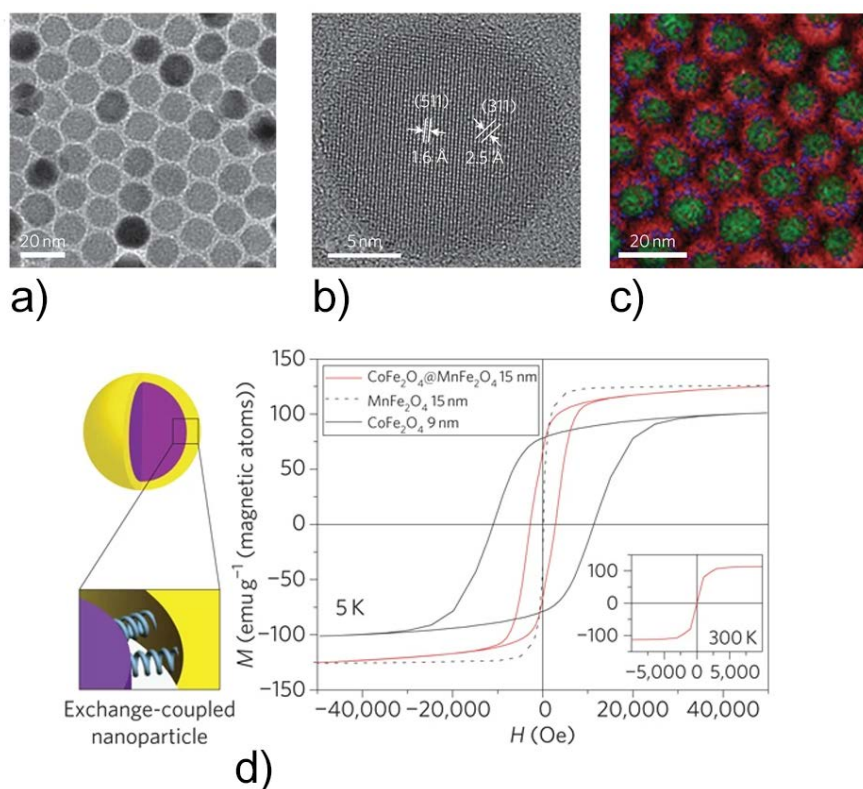 20 nm
(511)
(311)
1.6 Å
2.5 Å
5 nm
20 nm
a)
b)
c)
150
100
50
0
−50
−100
−150
M (emug⁻¹ (magnetic atoms))
CoFe₂O₄@MnFe₂O₄ 15 nm
MnFe₂O₄ 15 nm
CoFe₂O₄ 9 nm
5 K
100
0
−100
300 K
−5,000
0
5,000
−40,000
−20,000
0
20,000
40,000
H (Oe)
Exchange-coupled
nanoparticle
d)